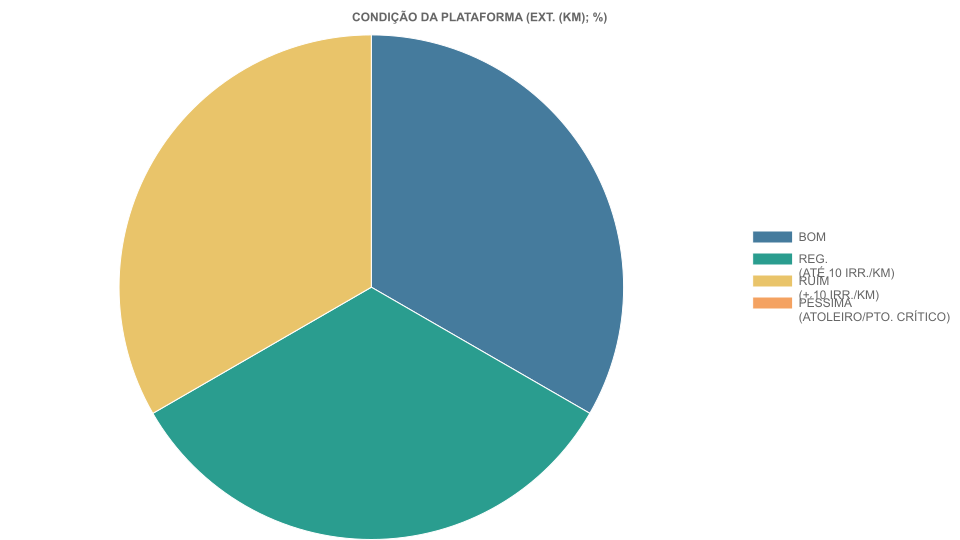 CONDIÇÃO DA PLATAFORMA (EXT. (KM); %)
BOM
REG.
(ATÉ 10 IRR./KM)
RUIM
(+ 10 IRR./KM)
PÉSSIMA
(ATOLEIRO/PTO. CRÍTICO)